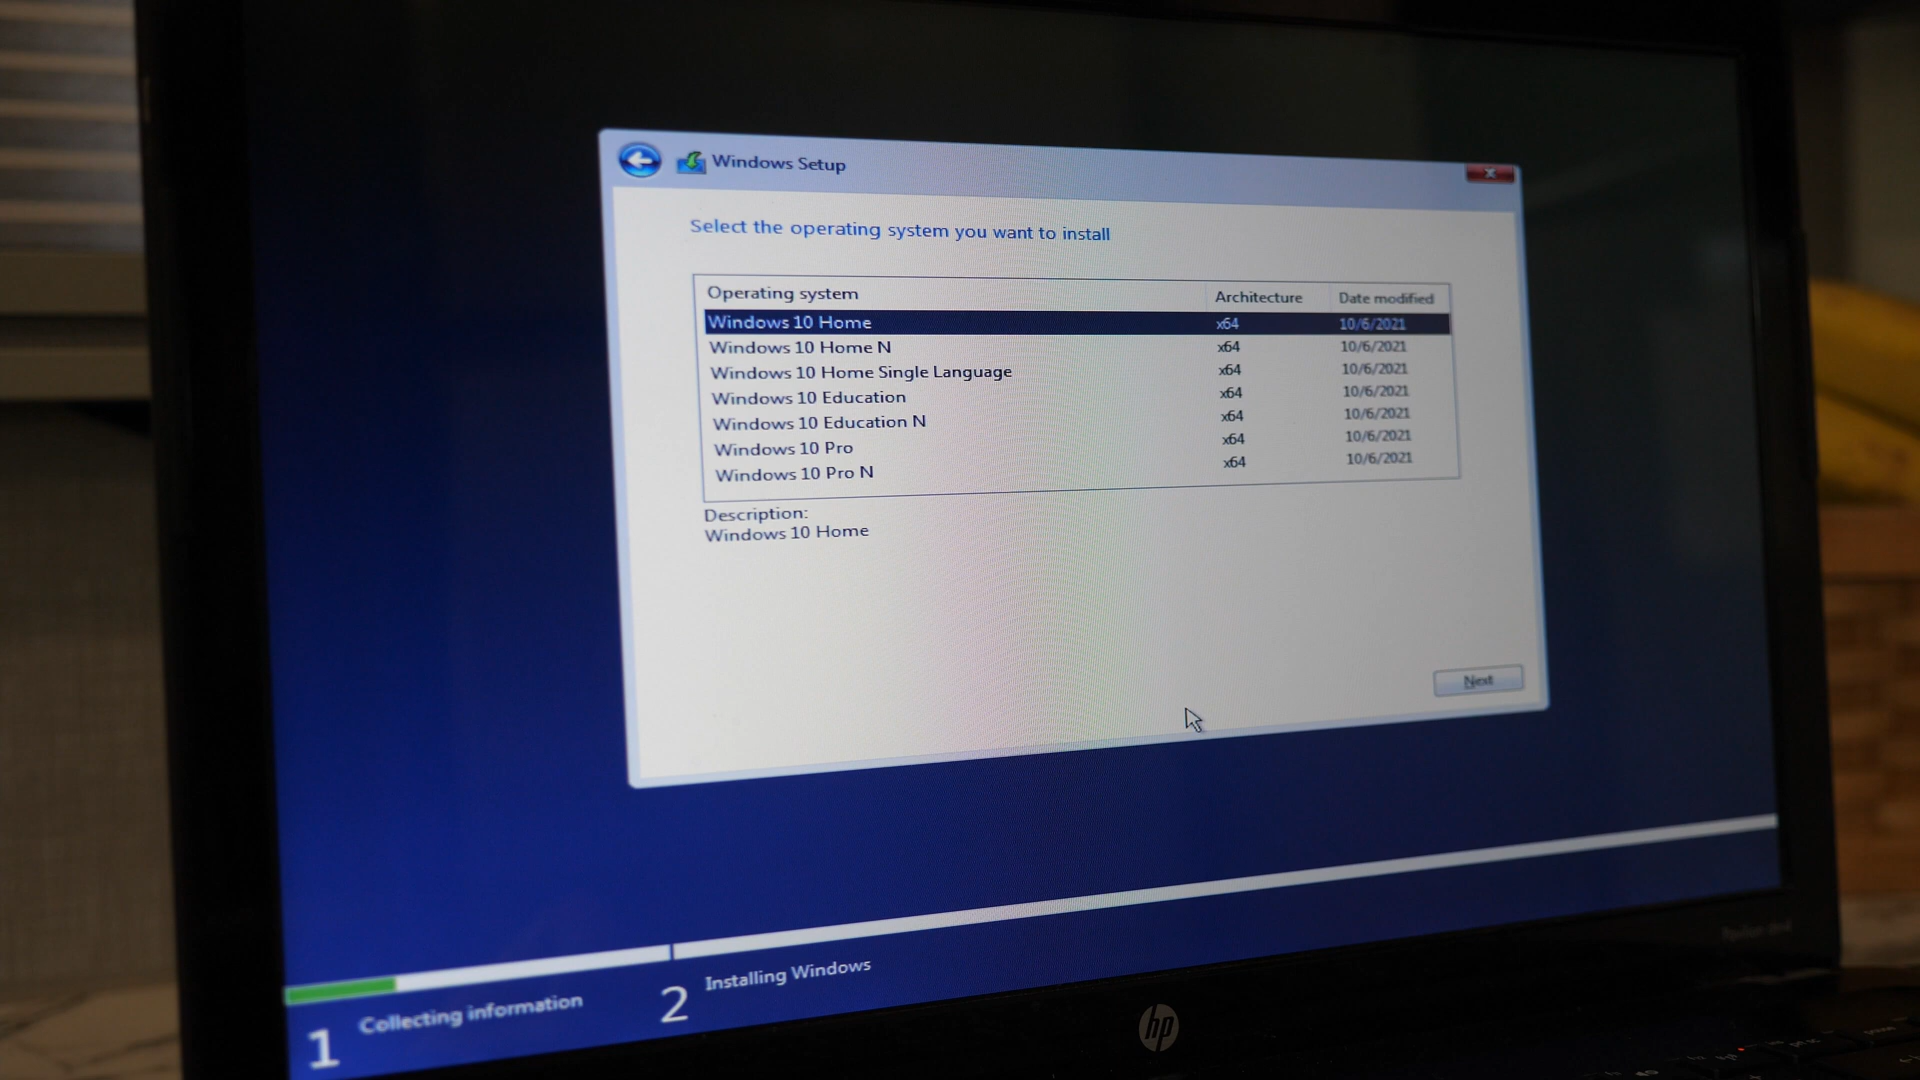 Windows Setup
Select the operating system you want to install
Operating system Architecture Date modified
Windows 10 Home x64 10/6/2021
Windows 10 Home N x64 10/6/2021
Windows 10 Home Single Language x64 10/6/2021
Windows 10 Education x64 10/6/2021
Windows 10 Education N x64 10/6/2021
Windows 10 Pro x64 10/6/2021
Windows 10 Pro N x64 10/6/2021
Description:
Windows 10 Home
Next
1 Collecting information 2 Installing Windows
hp